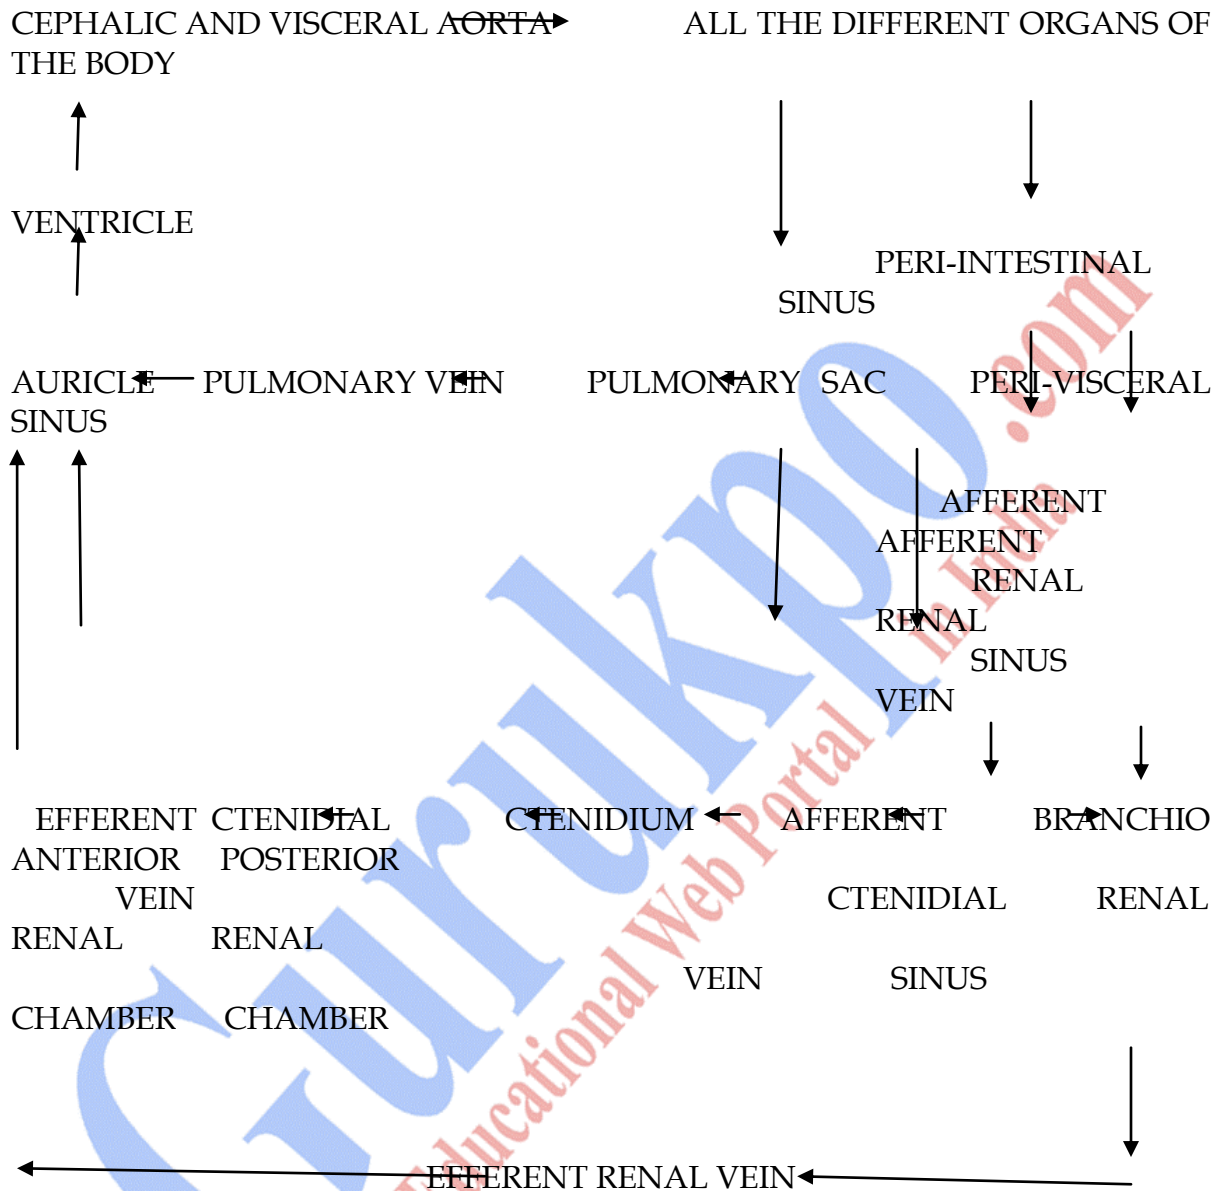 CEPHALIC AND VISCERAL AORTA ALL THE DIFFERENT ORGANS OF
THE BODY
VENTRICLE
PERI-INTESTINAL
SINUS
AURICLE PULMONARY VEIN PULMONARY SAC PERI-VISCERAL
SINUS
AFFERENT
AFFERENT
RENAL
RENAL
SINUS
VEIN
EFFERENT CTENIDIAL CTENIDIUM AFFERENT BRANCHIO
ANTERIOR POSTERIOR
VEIN CTENIDIAL RENAL
RENAL RENAL
VEIN SINUS
CHAMBER CHAMBER
EFFERENT RENAL VEIN
Gurukpo.com
Educational Web Portal in India